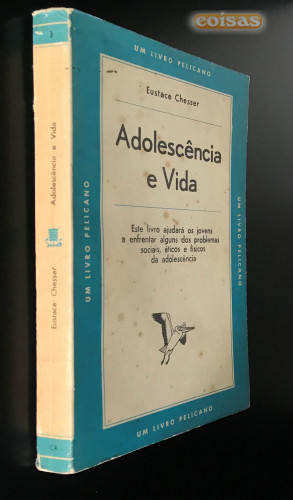 coisas
UM LIVRO PELICANO
Eustace Chesser
Adolescência
e Vida
Este livro ajudará os jovens
a enfrentar alguns dos problemas
sociais, éticos e físicos
da adolescência
UM LIVRO PELICANO
UM LIVRO PELICANO
UM LIVRO PELICANO
Adolescência e Vida
Eustace Chesser
CA